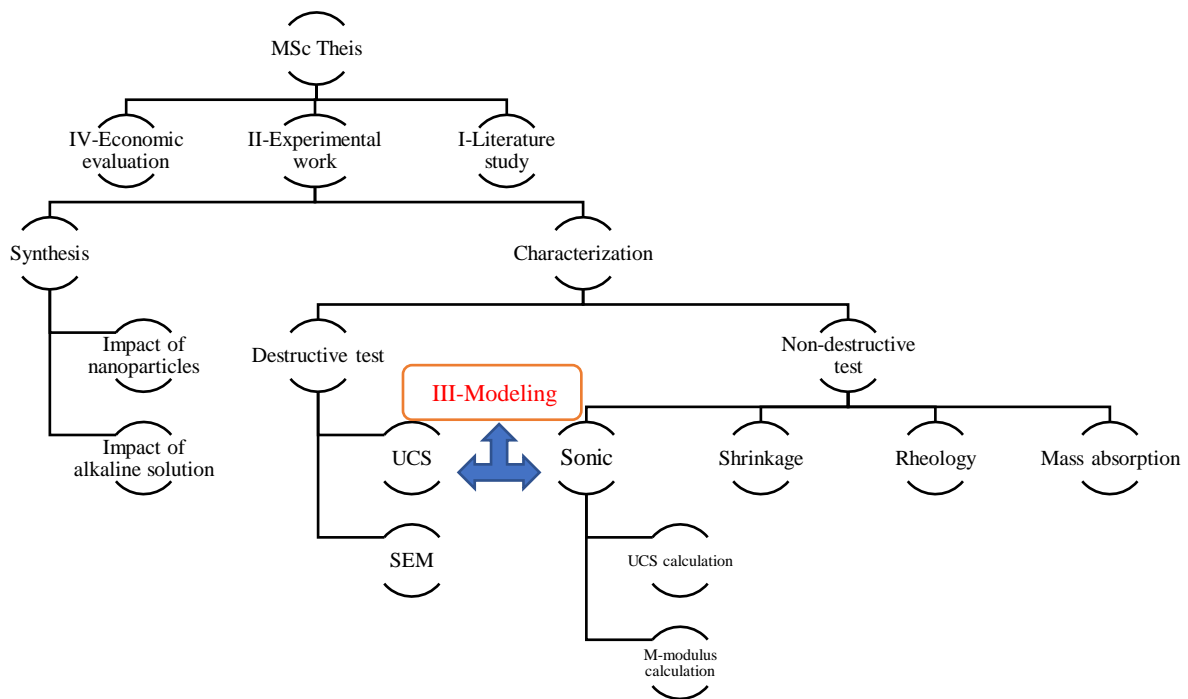 MSc Theis
IV-Economic
evaluation
II-Experimental
work
I-Literature
study
Synthesis
Characterization
Impact of
nanoparticles
Impact of
alkaline solution
Destructive test
Non-destructive
test
III-Modeling
UCS
SEM
Sonic
Shrinkage
Rheology
Mass absorption
UCS calculation
M-modulus
calculation